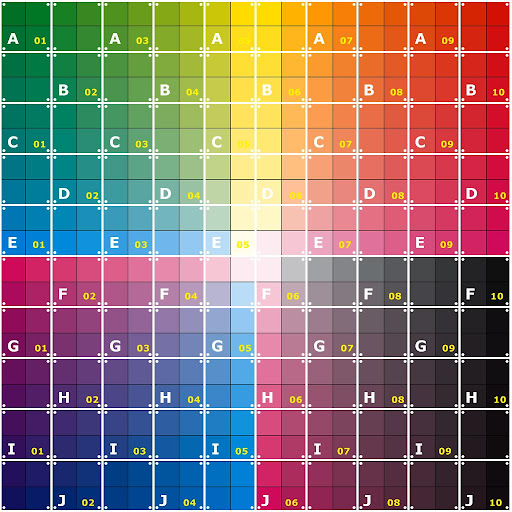 A 01 A 03 A A 07 A 09
B 02 B 04 B 06 B 08 B 10
C 01 C 03 C 05 C 07 C 09
D 02 D 04 D 06 D 08 D 10
E 01 E 03 E 05 E 07 E 09
F 02 F 04 F 06 F 08 F 10
G 01 G 03 G 05 G 07 G 09
H 02 H 04 H 06 H 08 H 10
I 01 I 03 I 05 I 07 I 09
J 02 J 04 J 06 J 08 J 10